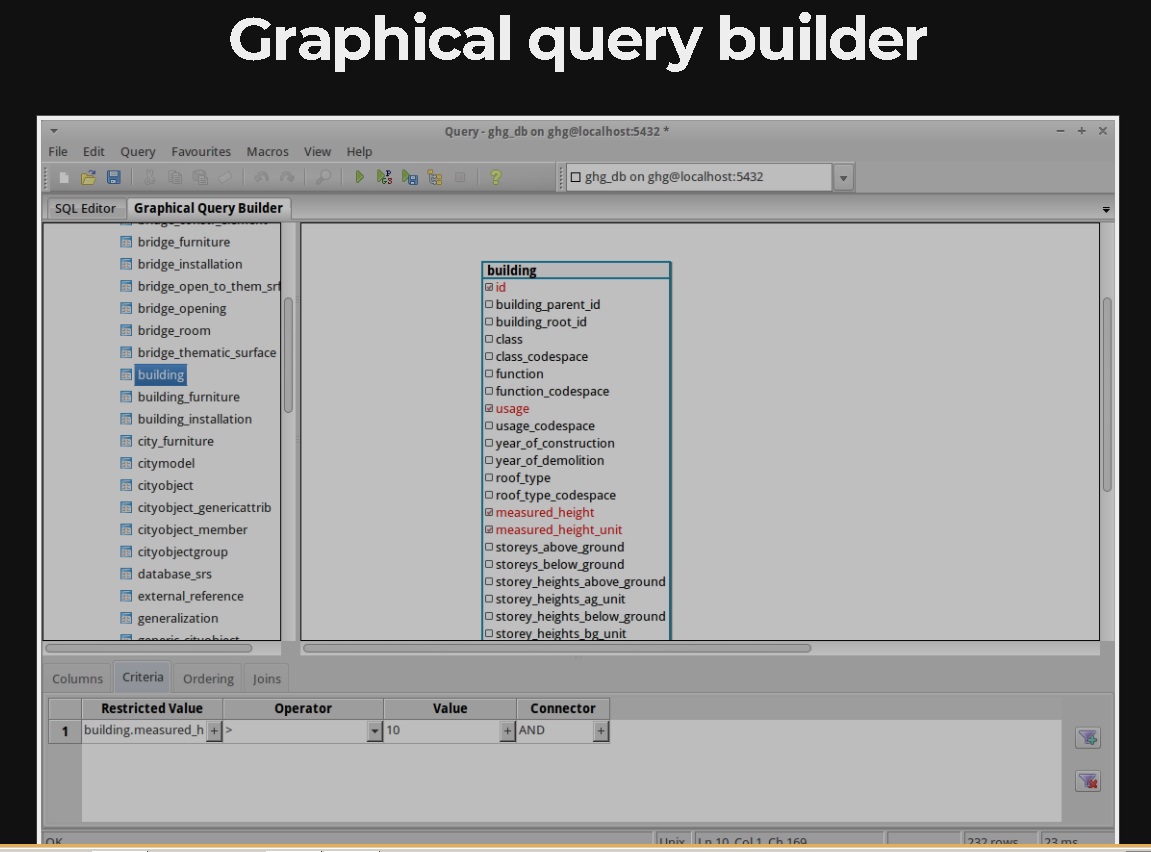 Graphical query builder
Query - ghg_db on ghg@localhost:5432 *
File Edit Query Favourites Macros View Help
ghg_db on ghg@localhost:5432
SQL Editor Graphical Query Builder
bridge_constr_element
bridge_furniture
bridge_installation
bridge_open_to_them_srf
bridge_opening
bridge_room
bridge_thematic_surface
building
building_furniture
building_installation
city_furniture
citymodel
cityobject
cityobject_genericattrib
cityobject_member
cityobjectgroup
database_srs
external_reference
generalization
generic_cityobject
building
id
building_parent_id
building_root_id
class
class_codespace
function
function_codespace
usage
usage_codespace
year_of_construction
year_of_demolition
roof_type
roof_type_codespace
measured_height
measured_height_unit
storeys_above_ground
storeys_below_ground
storey_heights_above_ground
storey_heights_ag_unit
storey_heights_below_ground
storey_heights_bg_unit
Columns Criteria Ordering Joins
Restricted Value Operator Value Connector
1 building.measured_h + > 10 + AND +
OK Unix Ln 10, Col 1, Ch 169 232 rows 23 ms